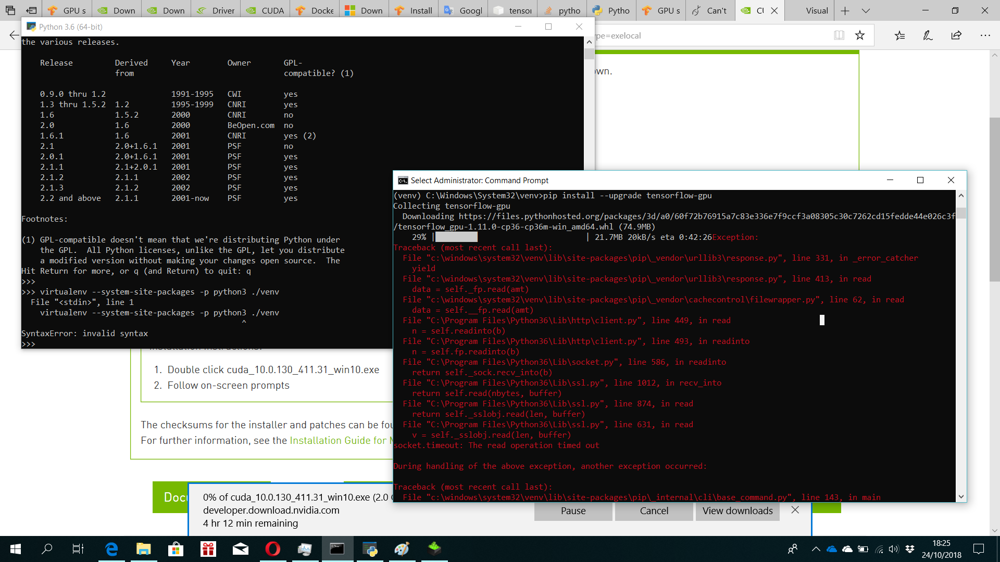 GPU s
Down
Down
Driver
CUDA
Docke
Down
Install
Googl
tensor
pytho
Pytho
GPU s
Can't
Visual
Python 3.6 (64-bit)
ype=exelocal
the various releases.
Release Derived Year Owner GPL-
from compatible? (1)
0.9.0 thru 1.2 1991-1995 CWI yes
1.3 thru 1.5.2 1.2 1995-1999 CNRI yes
1.6 1.5.2 2000 CNRI no
2.0 1.6 2000 BeOpen.com no
1.6.1 1.6 2001 CNRI yes (2)
2.1 2.0+1.6.1 2001 PSF no
2.0.1 2.0+1.6.1 2001 PSF yes
2.1.1 2.1+2.0.1 2001 PSF yes
2.1.2 2.1.1 2002 PSF yes
2.1.3 2.1.2 2002 PSF yes
2.2 and above 2.1.1 2001-now PSF yes
Footnotes:
(1) GPL-compatible doesn't mean that we're distributing Python under
the GPL. All Python licenses, unlike the GPL, let you distribute
a modified version without making your changes open source. The
Hit Return for more, or q (and Return) to quit: q
>>>
>>> virtualenv --system-site-packages -p python3 ./venv
File "<stdin>", line 1
virtualenv --system-site-packages -p python3 ./venv
^
SyntaxError: invalid syntax
>>>
Select Administrator: Command Prompt
(venv) C:\Windows\System32\venv>pip install --upgrade tensorflow-gpu
Collecting tensorflow-gpu
Downloading https://files.pythonhosted.org/packages/3d/a0/60f72b76915a7c83e336e7f9ccf3a08305c30c7262cd15fedde44e026c3f
/tensorflow_gpu-1.11.0-cp36-cp36m-win_amd64.whl (74.9MB)
29% | | 21.7MB 20kB/s eta 0:42:26Exception:
Traceback (most recent call last):
File "c:\windows\system32\venv\lib\site-packages\pip\_vendor\urllib3\response.py", line 331, in _error_catcher
yield
File "c:\windows\system32\venv\lib\site-packages\pip\_vendor\urllib3\response.py", line 413, in read
data = self._fp.read(amt)
File "c:\windows\system32\venv\lib\site-packages\pip\_vendor\cachecontrol\filewrapper.py", line 62, in read
data = self.__fp.read(amt)
File "C:\Program Files\Python36\Lib\http\client.py", line 449, in read
n = self.readinto(b)
File "C:\Program Files\Python36\Lib\http\client.py", line 493, in readinto
n = self.fp.readinto(b)
File "C:\Program Files\Python36\Lib\socket.py", line 586, in readinto
return self._sock.recv_into(b)
File "C:\Program Files\Python36\Lib\ssl.py", line 1012, in recv_into
return self.read(nbytes, buffer)
File "C:\Program Files\Python36\Lib\ssl.py", line 874, in read
return self._sslobj.read(len, buffer)
File "C:\Program Files\Python36\Lib\ssl.py", line 631, in read
v = self._sslobj.read(len, buffer)
socket.timeout: The read operation timed out
During handling of the above exception, another exception occurred:
Traceback (most recent call last):
File "c:\windows\system32\venv\lib\site-packages\pip\_internal\cli\base_command.py", line 143, in main
1. Double click cuda_10.0.130_411.31_win10.exe
2. Follow on-screen prompts
The checksums for the installer and patches can be fou
For further information, see the Installation Guide for
Docu
0% of cuda_10.0.130_411.31_win10.exe (2.0
developer.download.nvidia.com
4 hr 12 min remaining
Pause
Cancel
View downloads
18:25
24/10/2018